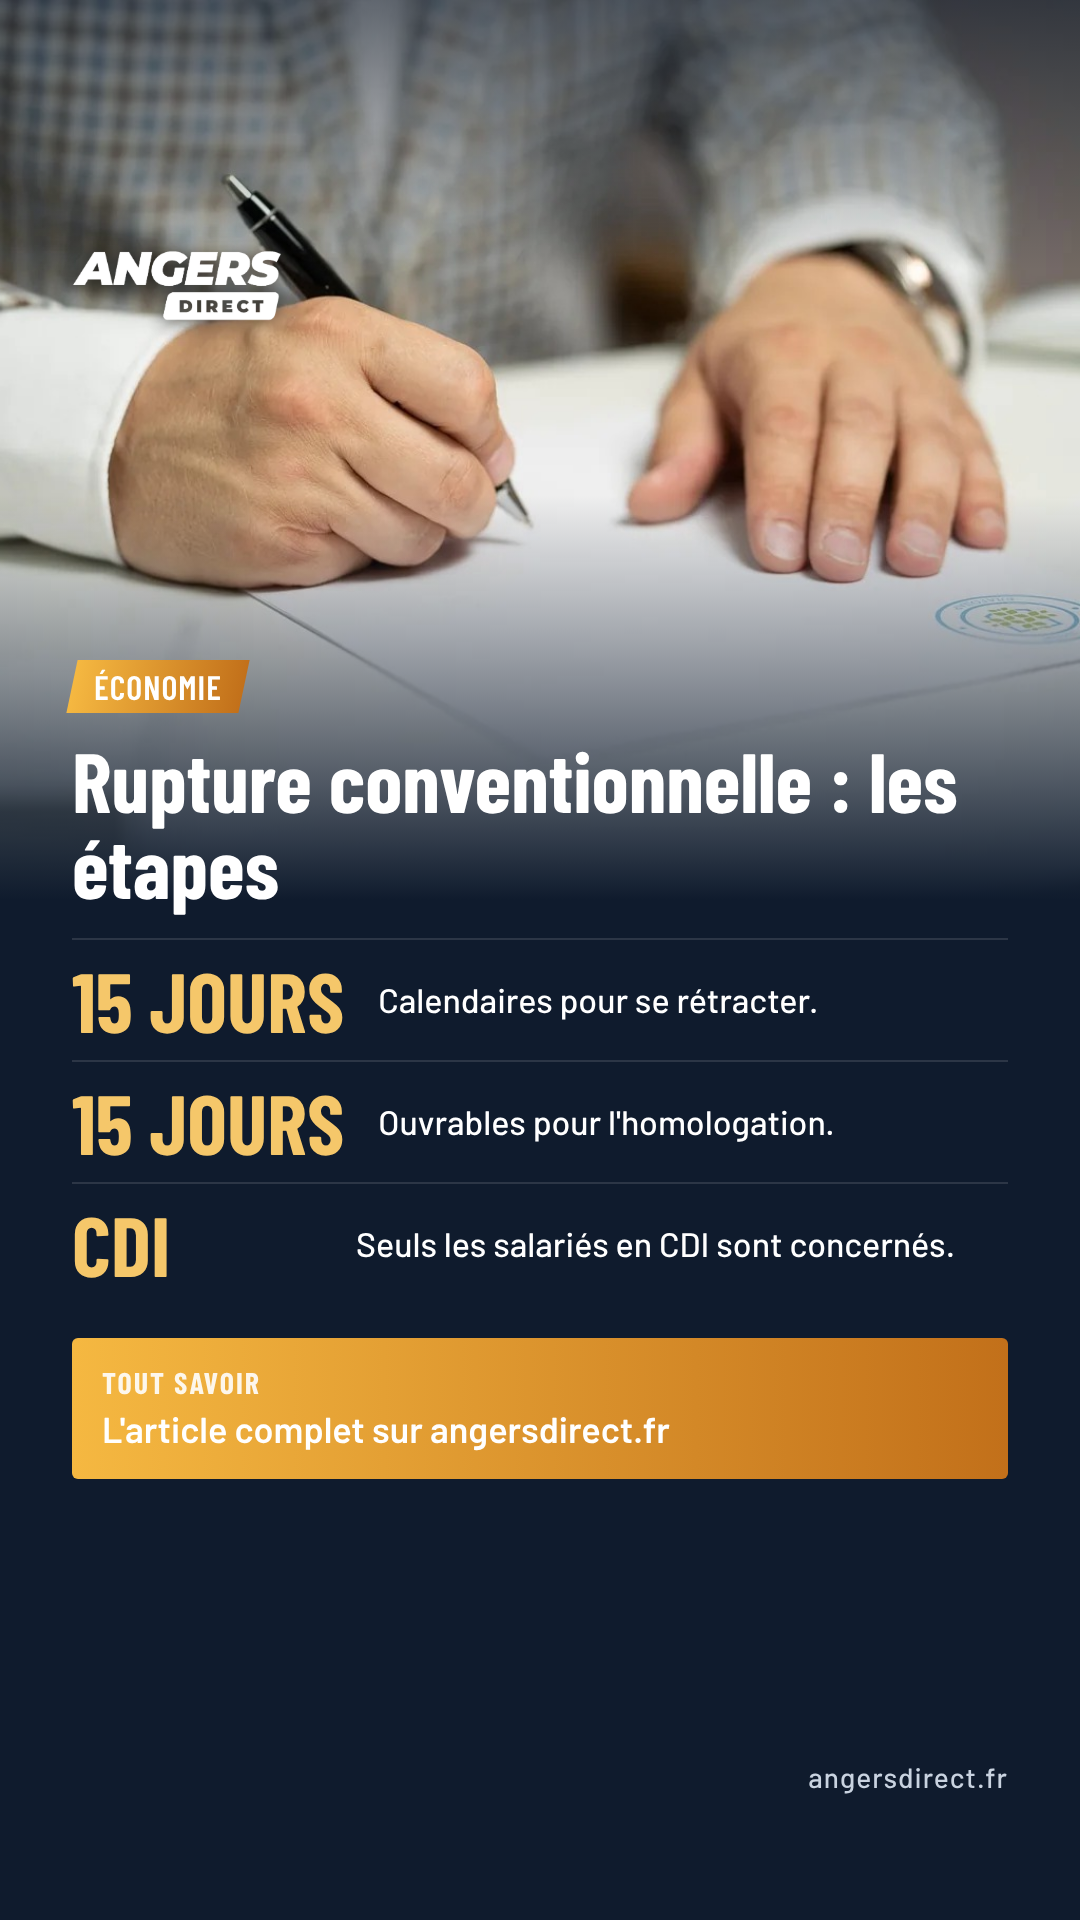 ANGERS
DIRECT
ÉCONOMIE
Rupture conventionnelle : les
étapes
15 JOURS Calendaires pour se rétracter.
15 JOURS Ouvrables pour l'homologation.
CDI Seuls les salariés en CDI sont concernés.
TOUT SAVOIR
L'article complet sur angersdirect.fr
angersdirect.fr